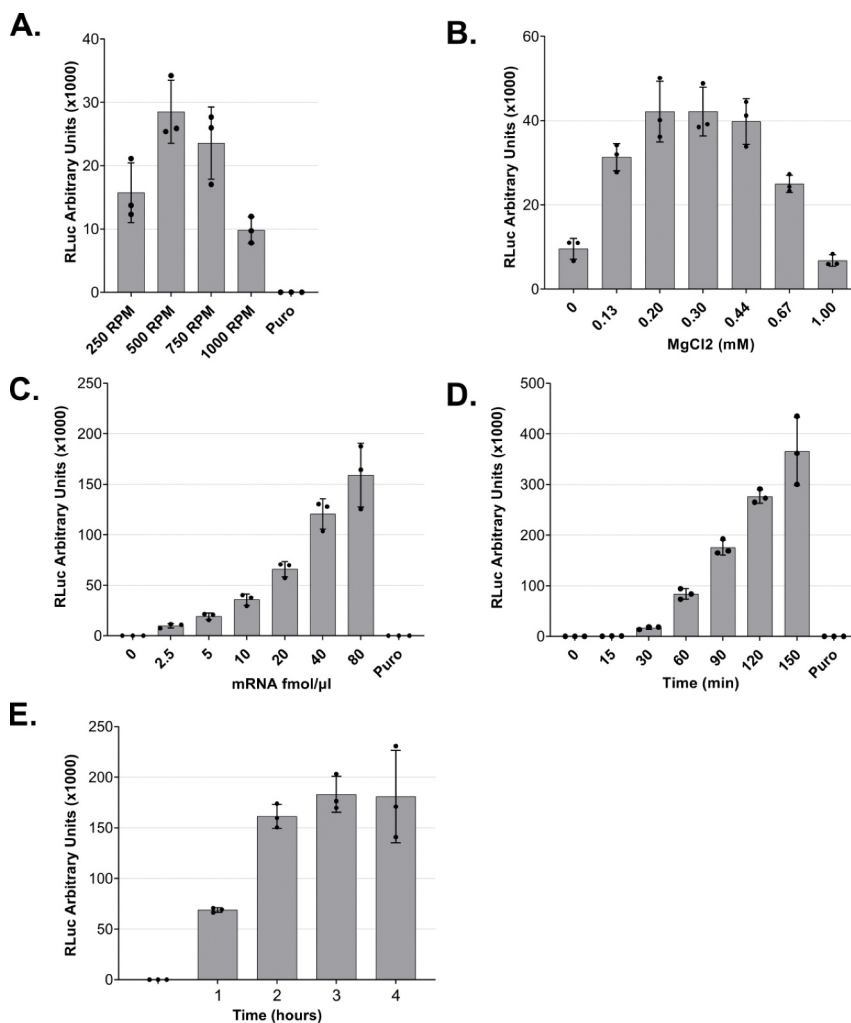 A.
RLuc Arbitrary Units (x1000)
40
30
20
10
0
250 RPM
500 RPM
750 RPM
1000 RPM
Puro
B.
RLuc Arbitrary Units (x1000)
60
40
20
0
0
0.13
0.20
0.30
0.44
0.67
1.00
MgCl2 (mM)
C.
RLuc Arbitrary Units (x1000)
250
200
150
100
50
0
0
2.5
5
10
20
40
80
Puro
mRNA fmol/µl
D.
RLuc Arbitrary Units (x1000)
500
400
300
200
100
0
0
15
30
60
90
120
150
Puro
Time (min)
E.
RLuc Arbitrary Units (x1000)
250
200
150
100
50
0
1
2
3
4
Time (hours)